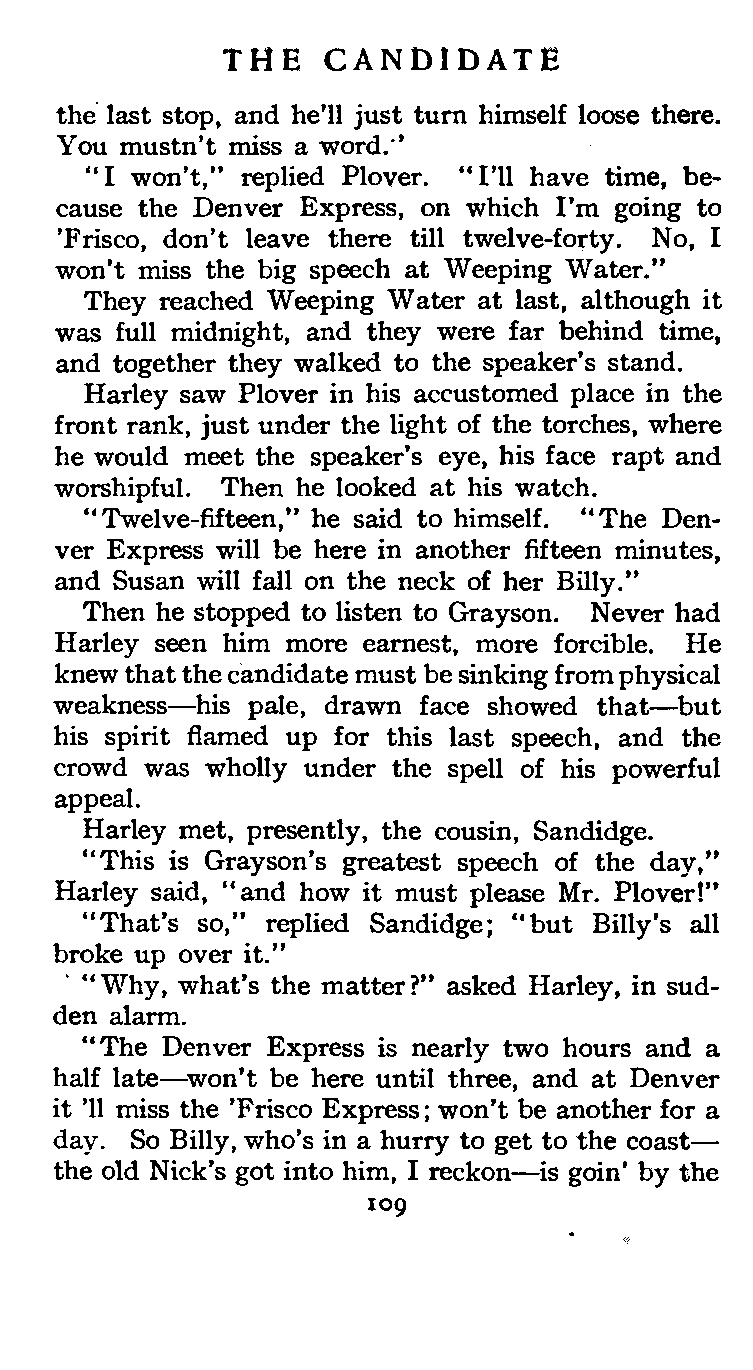 THE CANDIDATE
the last stop, and he'll just turn himself loose there.
You mustn't miss a word."
"I won't," replied Plover. "I'll have time, be-
cause the Denver Express, on which I'm going to
'Frisco, don't leave there till twelve-forty. No, I
won't miss the big speech at Weeping Water."
They reached Weeping Water at last, although it
was full midnight, and they were far behind time,
and together they walked to the speaker's stand.
Harley saw Plover in his accustomed place in the
front rank, just under the light of the torches, where
he would meet the speaker's eye, his face rapt and
worshipful. Then he looked at his watch.
"Twelve-fifteen," he said to himself. "The Den-
ver Express will be here in another fifteen minutes,
and Susan will fall on the neck of her Billy."
Then he stopped to listen to Grayson. Never had
Harley seen him more earnest, more forcible. He
knew that the candidate must be sinking from physical
weakness—his pale, drawn face showed that—but
his spirit flamed up for this last speech, and the
crowd was wholly under the spell of his powerful
appeal.
Harley met, presently, the cousin, Sandidge.
"This is Grayson's greatest speech of the day,"
Harley said, "and how it must please Mr. Plover!"
"That's so," replied Sandidge; "but Billy's all
broke up over it."
"Why, what's the matter?" asked Harley, in sud-
den alarm.
"The Denver Express is nearly two hours and a
half late—won't be here until three, and at Denver
it 'll miss the 'Frisco Express; won't be another for a
day. So Billy, who's in a hurry to get to the coast—
the old Nick's got into him, I reckon—is goin' by the
109